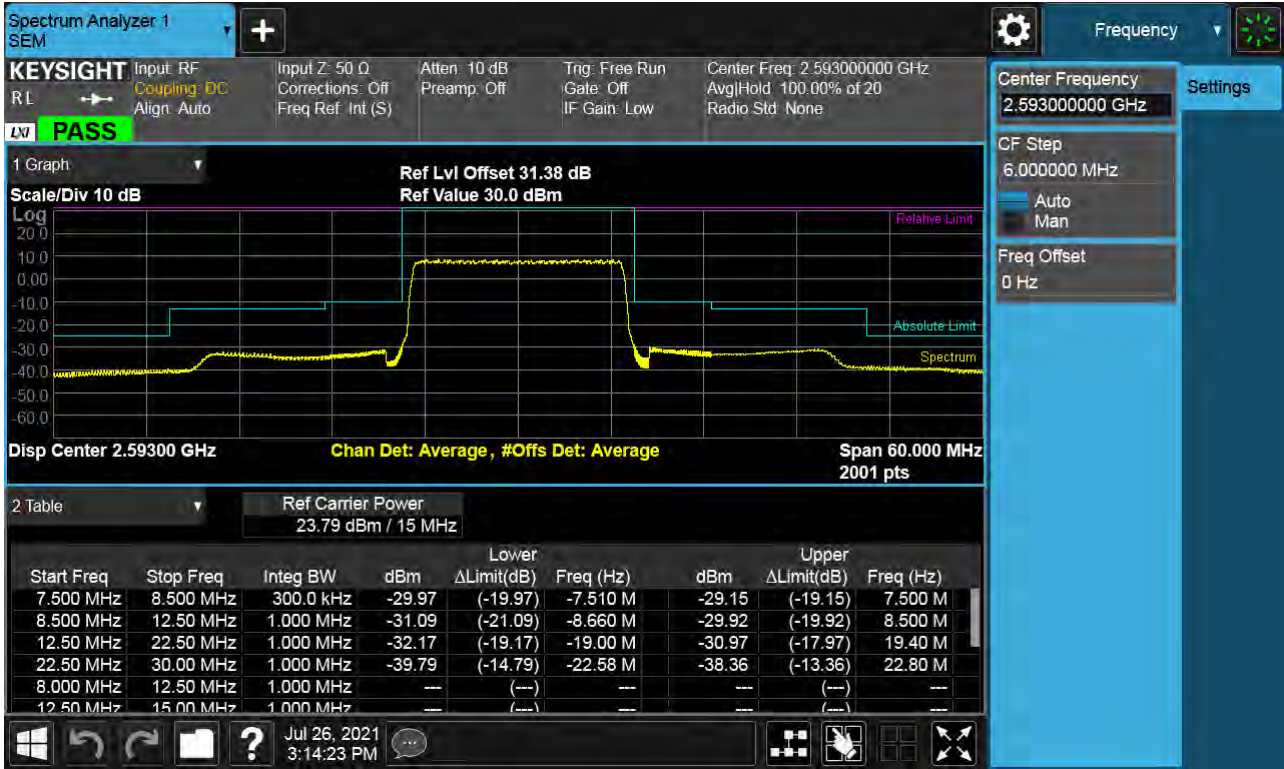 Spectrum Analyzer 1
SEM
+
Frequency
KEYSIGHT
R L
LXI
PASS
Input: RF
Coupling: DC
Align: Auto
Input Z: 50 Ω
Corrections: Off
Freq Ref: Int (S)
Atten: 10 dB
Preamp: Off
Trig: Free Run
Gate: Off
IF Gain: Low
Center Freq: 2.593000000 GHz
Avg|Hold: 100.00% of 20
Radio Std: None
Center Frequency
2.593000000 GHz
Settings
CF Step
6.000000 MHz
Auto
Man
Freq Offset
0 Hz
1 Graph
Scale/Div 10 dB
Ref Lvl Offset 31.38 dB
Ref Value 30.0 dBm
Log
20.0
10.0
0.00
-10.0
-20.0
-30.0
-40.0
-50.0
-60.0
Relative Limit
Absolute Limit
Spectrum
Disp Center 2.59300 GHz
Chan Det: Average, #Offs Det: Average
Span 60.000 MHz
2001 pts
2 Table
Ref Carrier Power
23.79 dBm / 15 MHz
Lower Upper
Start Freq Stop Freq Integ BW dBm ΔLimit(dB) Freq (Hz) dBm ΔLimit(dB) Freq (Hz)
7.500 MHz 8.500 MHz 300.0 kHz -29.97 (-19.97) -7.510 M -29.15 (-19.15) 7.500 M
8.500 MHz 12.50 MHz 1.000 MHz -31.09 (-21.09) -8.660 M -29.92 (-19.92) 8.500 M
12.50 MHz 22.50 MHz 1.000 MHz -32.17 (-19.17) -19.00 M -30.97 (-17.97) 19.40 M
22.50 MHz 30.00 MHz 1.000 MHz -39.79 (-14.79) -22.58 M -38.36 (-13.36) 22.80 M
8.000 MHz 12.50 MHz 1.000 MHz --- (---) --- --- (---) ---
12.50 MHz 15.00 MHz 1.000 MHz --- (---) --- --- (---) ---
?
Jul 26, 2021
3:14:23 PM